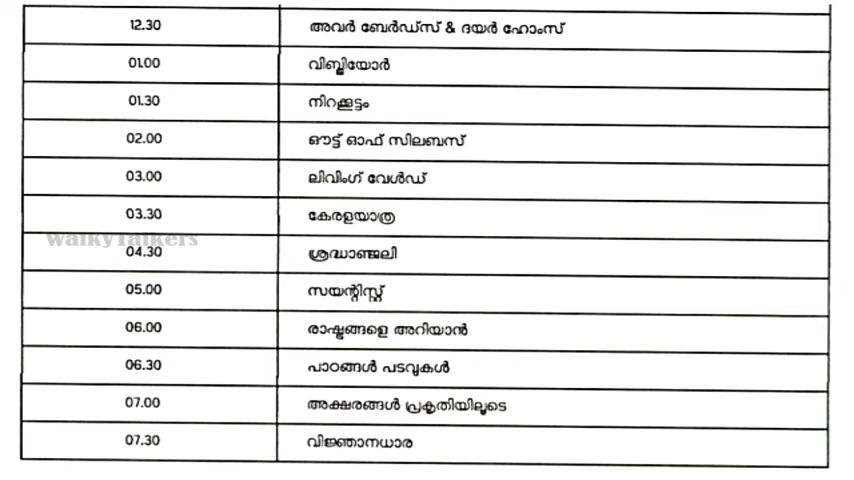 12.30 അവർ ബേർഡ്സ് & ദയർ ഹോംസ്
01.00 വിബ്ജിയോർ
01.30 നിറക്കൂട്ടം
02.00 ഔട്ട് ഓഫ് സിലബസ്
03.00 ലിവിംഗ് വേൾഡ്
03.30 കേരളയാത്ര
WalkyTalkers
04.30 ശ്രദ്ധാഞ്ജലി
05.00 സയന്റിസ്റ്റ്
06.00 രാഷ്ട്രങ്ങളെ അറിയാൻ
06.30 പാഠങ്ങൾ പടവുകൾ
07.00 അക്ഷരങ്ങൾ പ്രകൃതിയിലൂടെ
07.30 വിജ്ഞാനധാര